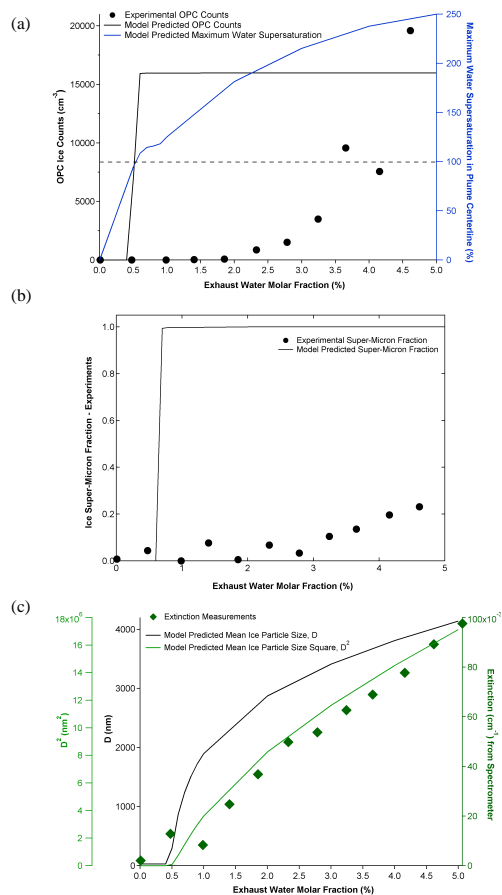 (a)
Experimental OPC Counts
Model Predicted OPC Counts
Model Predicted Maximum Water Supersaturation
OPC Ice Counts (cm⁻³)
20000
15000
10000
5000
0
250
200
150
100
50
0
Maximum Water Supersaturation in Plume Centerline (%)
0.0 0.5 1.0 1.5 2.0 2.5 3.0 3.5 4.0 4.5 5.0
Exhaust Water Molar Fraction (%)
(b)
Experimental Super-Micron Fraction
Model Predicted Super-Micron Fraction
Ice Super-Micron Fraction - Experiments
1.0
0.8
0.6
0.4
0.2
0.0
0 1 2 3 4 5
Exhaust Water Molar Fraction (%)
(c)
Extinction Measurements
Model Predicted Mean Ice Particle Size, D
Model Predicted Mean Ice Particle Size Square, D²
D² (nm²)
18x10⁶
16
14
12
10
8
6
4
2
0
D (nm)
4000
3000
2000
1000
0
100x10⁻³
80
60
40
20
0
Extinction (cm⁻¹) from Spectrometer
0.0 0.5 1.0 1.5 2.0 2.5 3.0 3.5 4.0 4.5 5.0
Exhaust Water Molar Fraction (%)